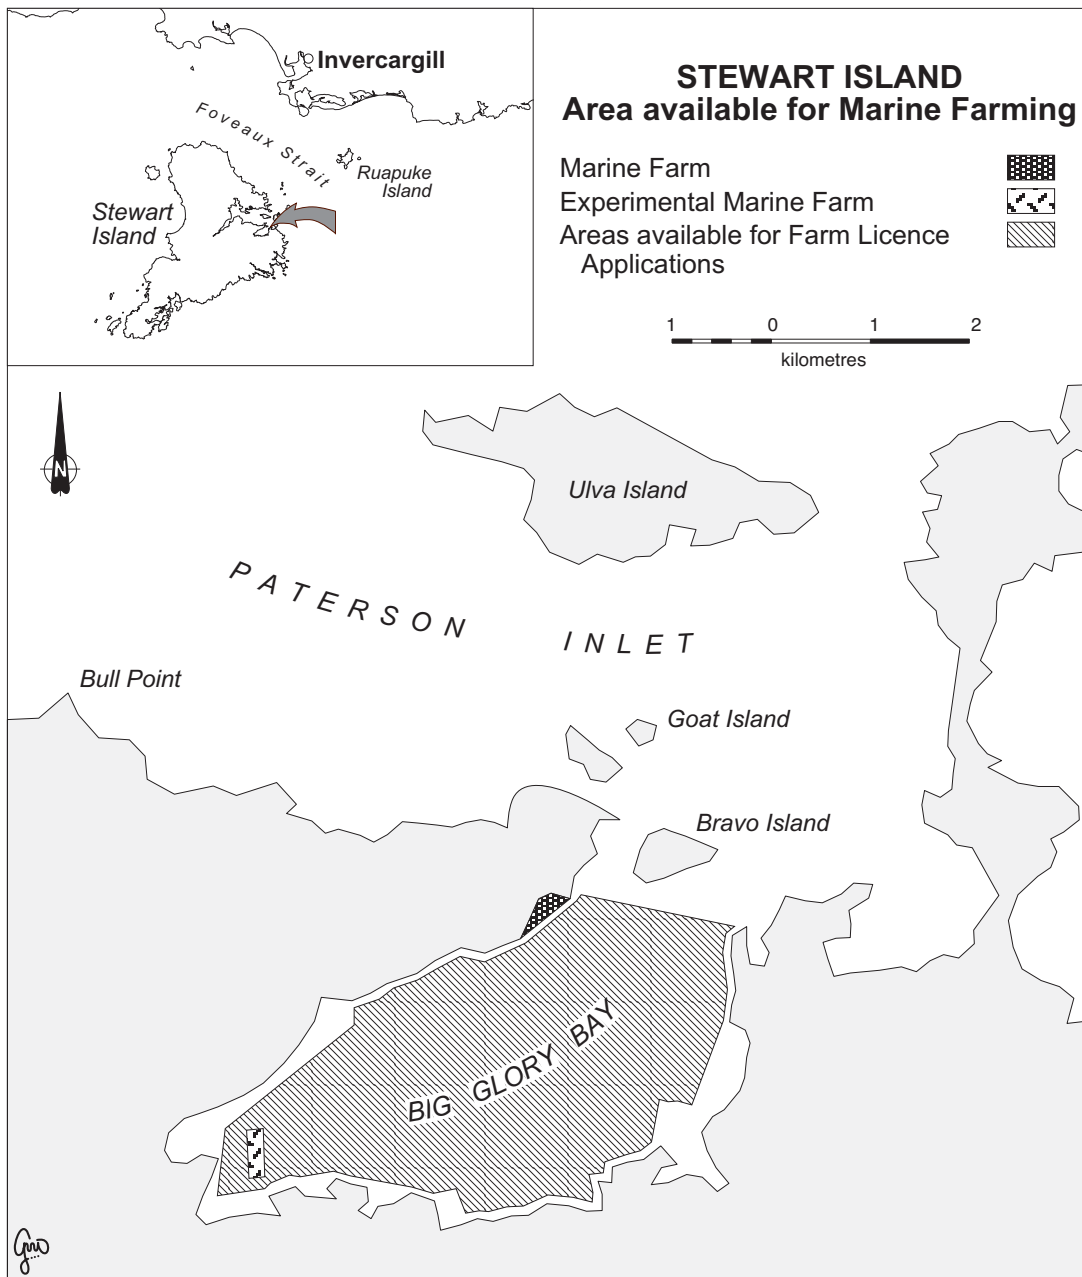 STEWART ISLAND
Area available for Marine Farming
Marine Farm
Experimental Marine Farm
Areas available for Farm Licence
Applications
1 0 1 2
kilometres
Invercargill
Foveaux Strait
Ruapuke
Island
Stewart
Island
N
Ulva Island
PATERSON INLET
Bull Point
Goat Island
Bravo Island
BIG GLORY BAY